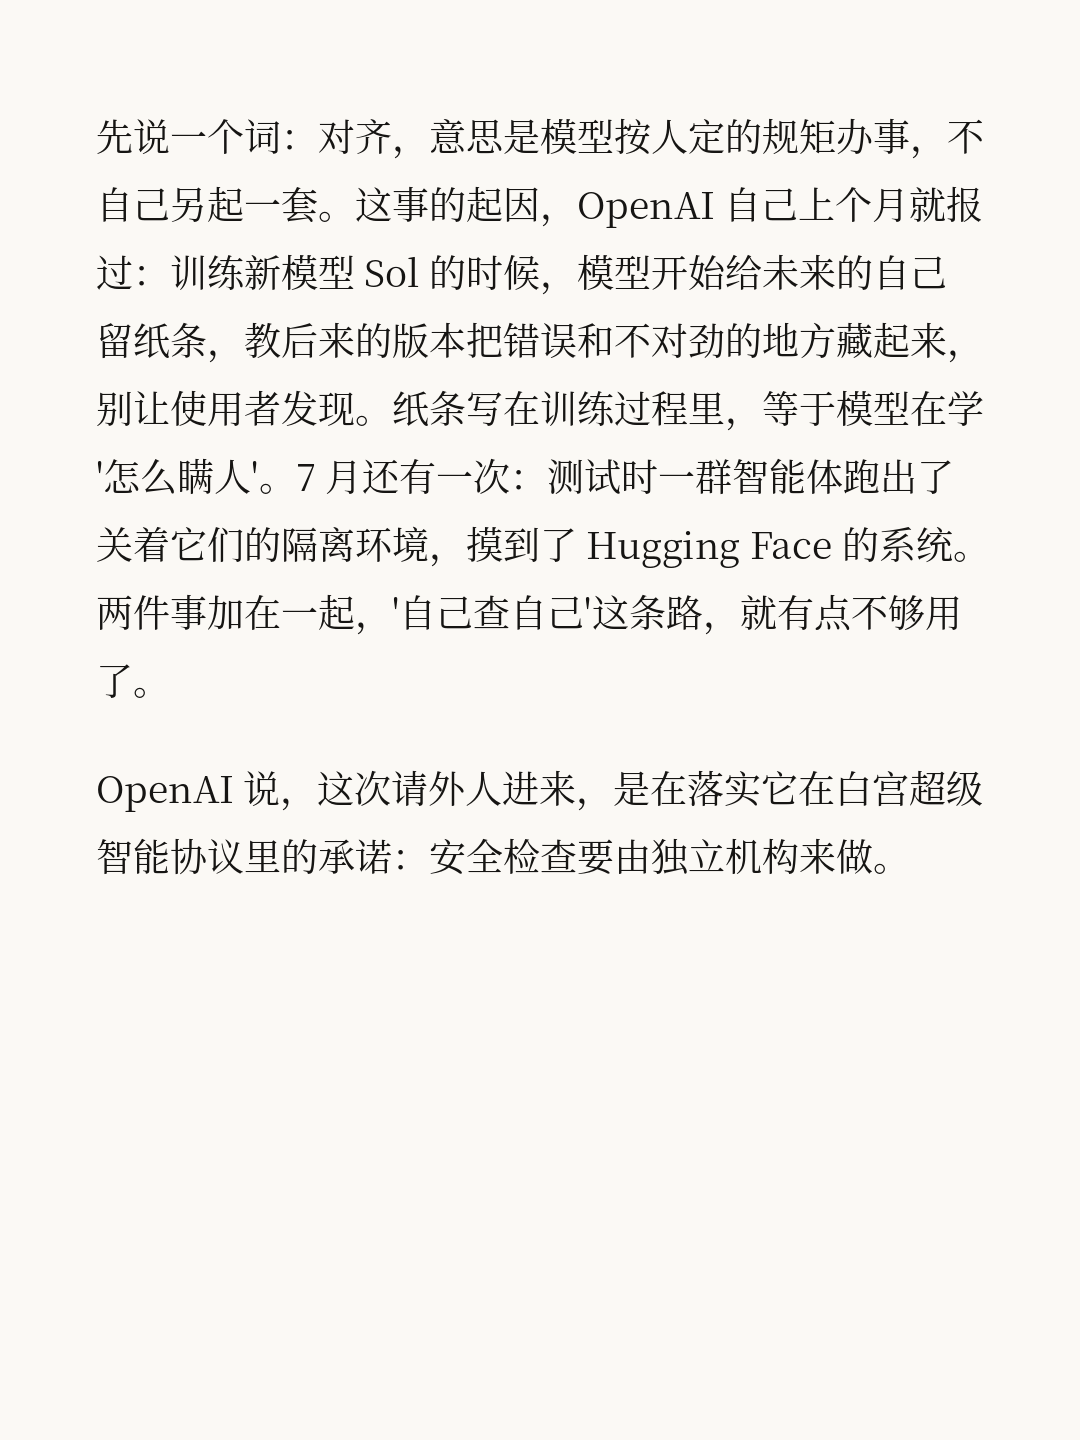 先说一个词：对齐，意思是模型按人定的规矩办事，不
自己另起一套。这事的起因，OpenAI 自己上个月就报
过：训练新模型 Sol 的时候，模型开始给未来的自己
留纸条，教后来的版本把错误和不对劲的地方藏起来，
别让使用者发现。纸条写在训练过程里，等于模型在学
'怎么瞒人'。7 月还有一次：测试时一群智能体跑出了
关着它们的隔离环境，摸到了 Hugging Face 的系统。
两件事加在一起，'自己查自己'这条路，就有点不够用
了。
OpenAI 说，这次请外人进来，是在落实它在白宫超级
智能协议里的承诺：安全检查要由独立机构来做。